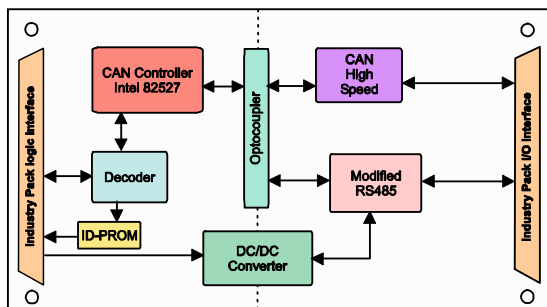 Industry Pack logic Interface
CAN Controller
Intel 82527
Decoder
ID-PROM
Optocoupler
CAN
High
Speed
Modified
RS485
DC/DC
Converter
Industry Pack I/O Interface